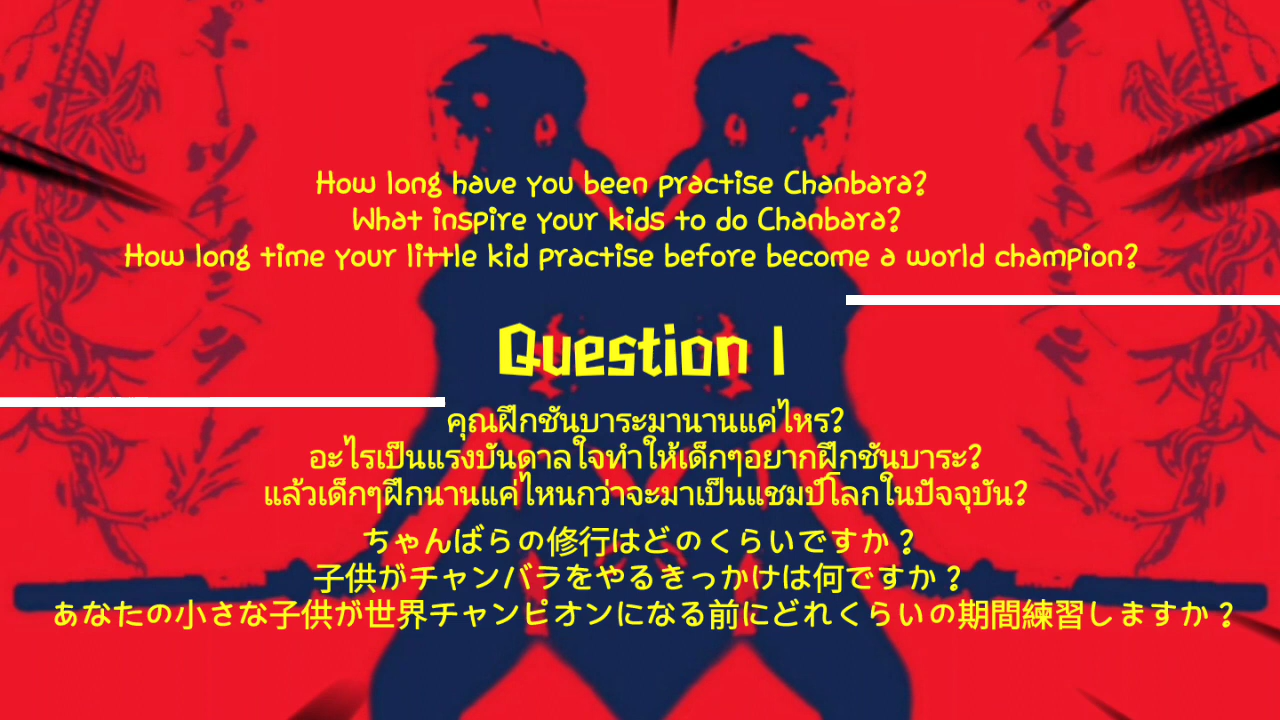 How long have you been practise Chanbara?
What inspire your kids to do Chanbara?
How long time your little kid practise before become a world champion?
Question 1
คุณฝึกชันบาระมานานแค่ไหร?
อะไรเป็นแรงบันดาลใจทำให้เด็กๆอยากฝึกชันบาระ?
แล้วเด็กๆฝึกนานแค่ไหนกว่าจะมาเป็นแชมป์โลกในปัจจุบัน?
ちゃんばらの修行はどのくらいですか？
子供がチャンバラをやるきっかけは何ですか？
あなたの小さな子供が世界チャンピオンになる前にどれくらいの期間練習しますか？